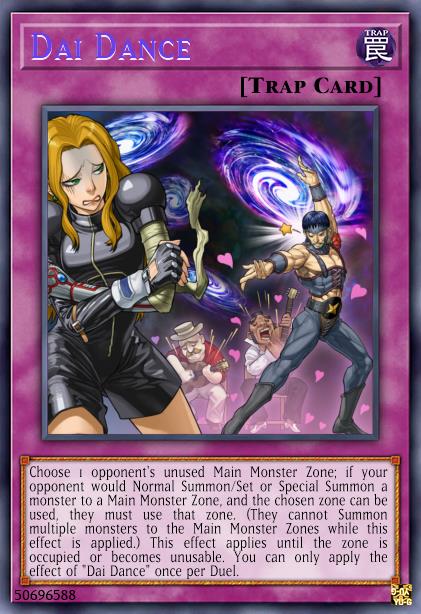 Dai Dance
TRAP
罠
[Trap Card]
Choose 1 opponent's unused Main Monster Zone; if your
opponent would Normal Summon/Set or Special Summon
a monster to a Main Monster Zone, and the chosen zone can be
used, they must use that zone. (They cannot Summon
multiple monsters to the Main Monster Zones while this
effect is applied.) This effect applies until the zone is
occupied or becomes unusable. You can only apply the
effect of "Dai Dance" once per Duel.
50696588